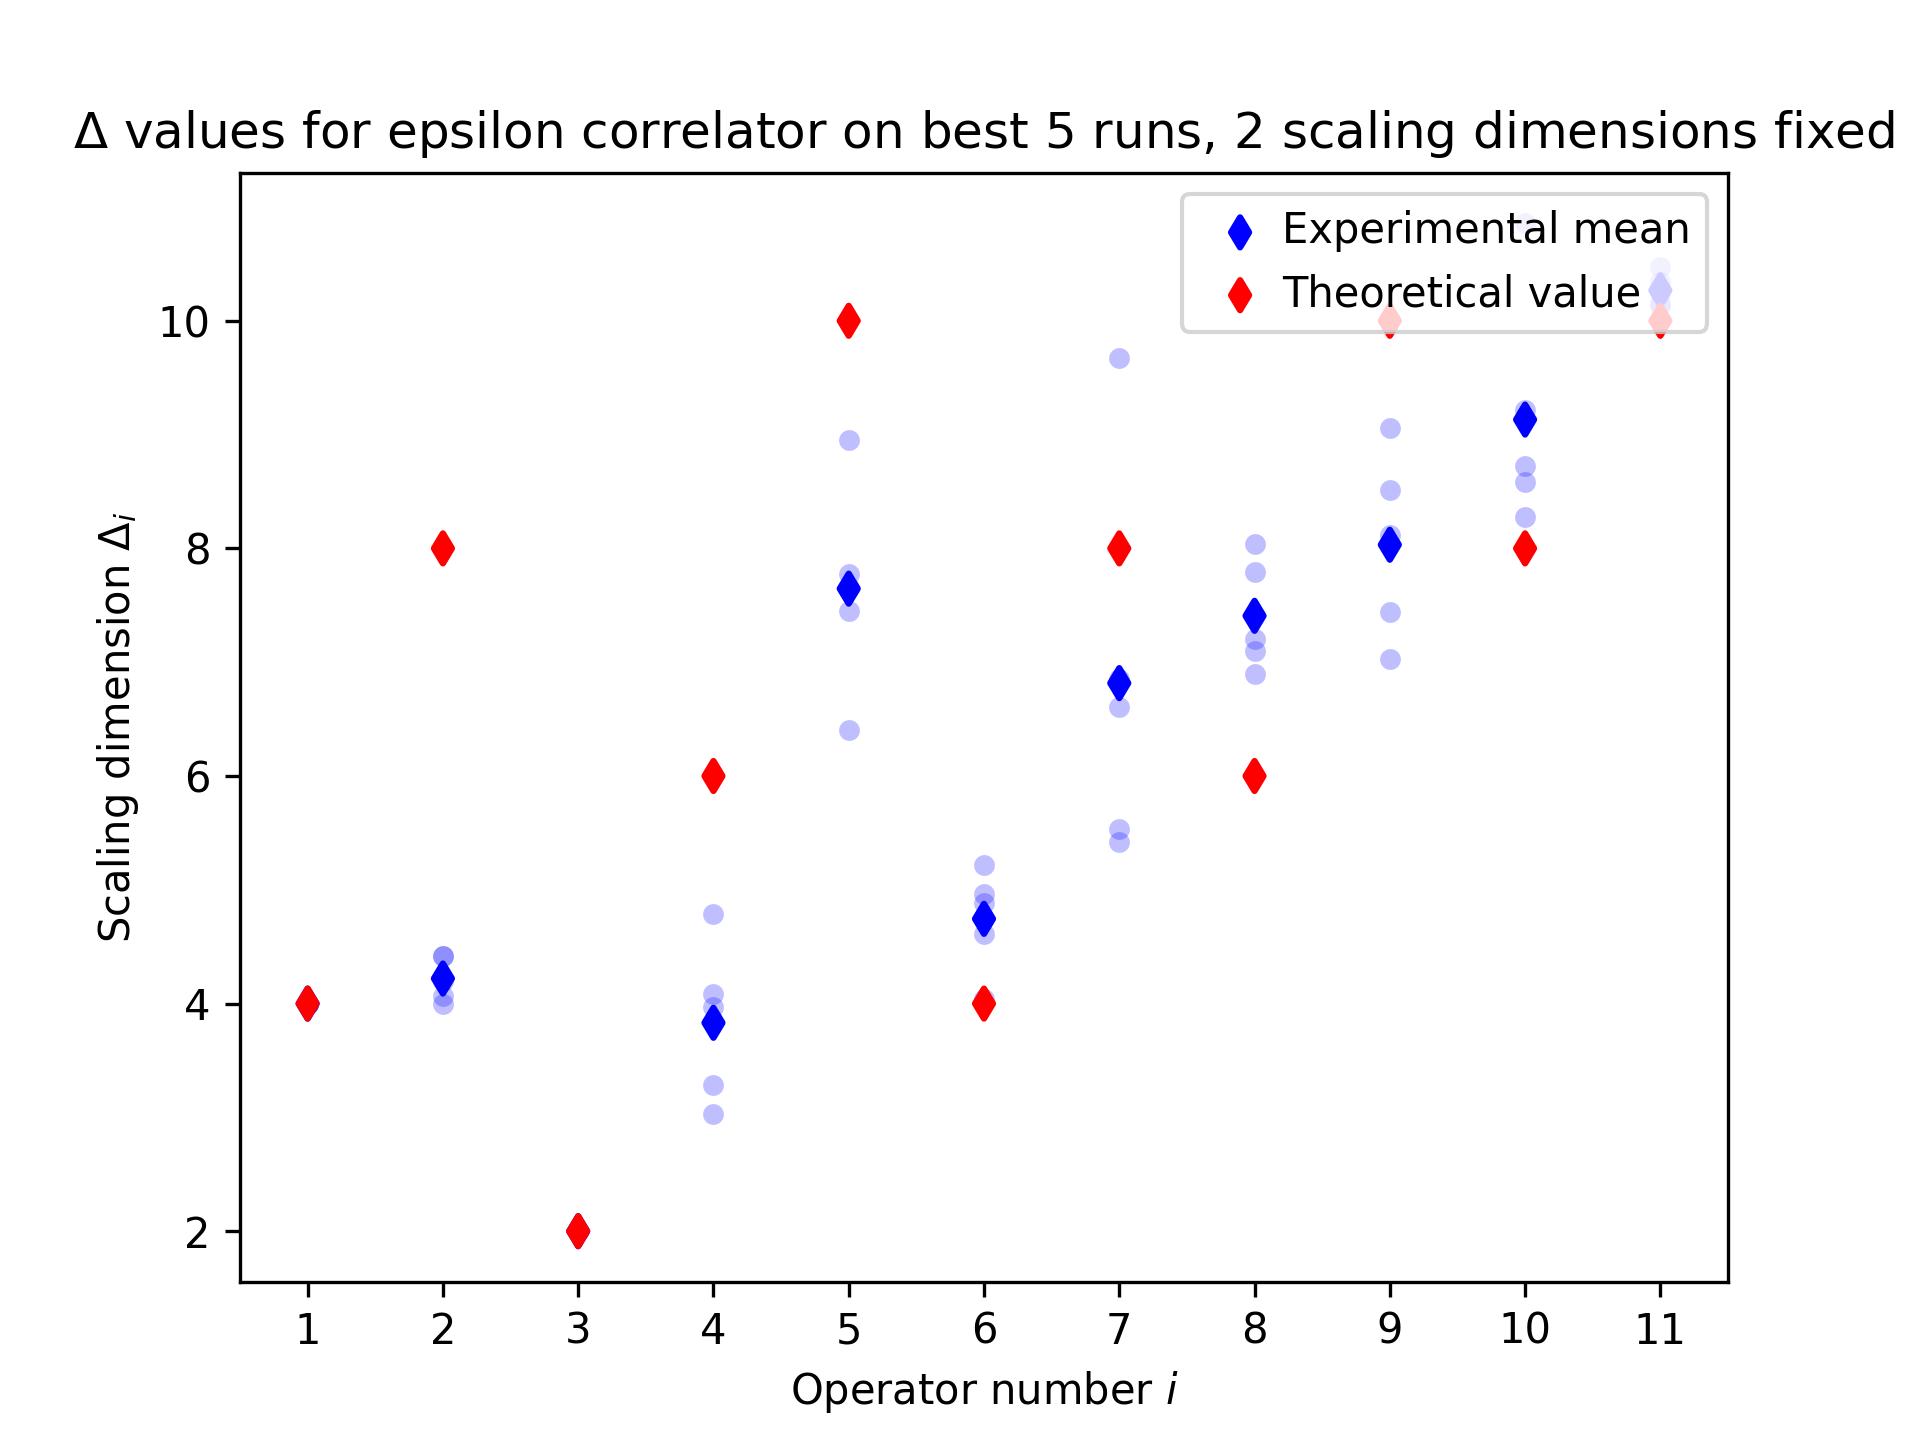 Δ values for epsilon correlator on best 5 runs, 2 scaling dimensions fixed
Experimental mean
Theoretical value
Scaling dimension Δᵢ
10
8
6
4
2
1 2 3 4 5 6 7 8 9 10 11
Operator number i